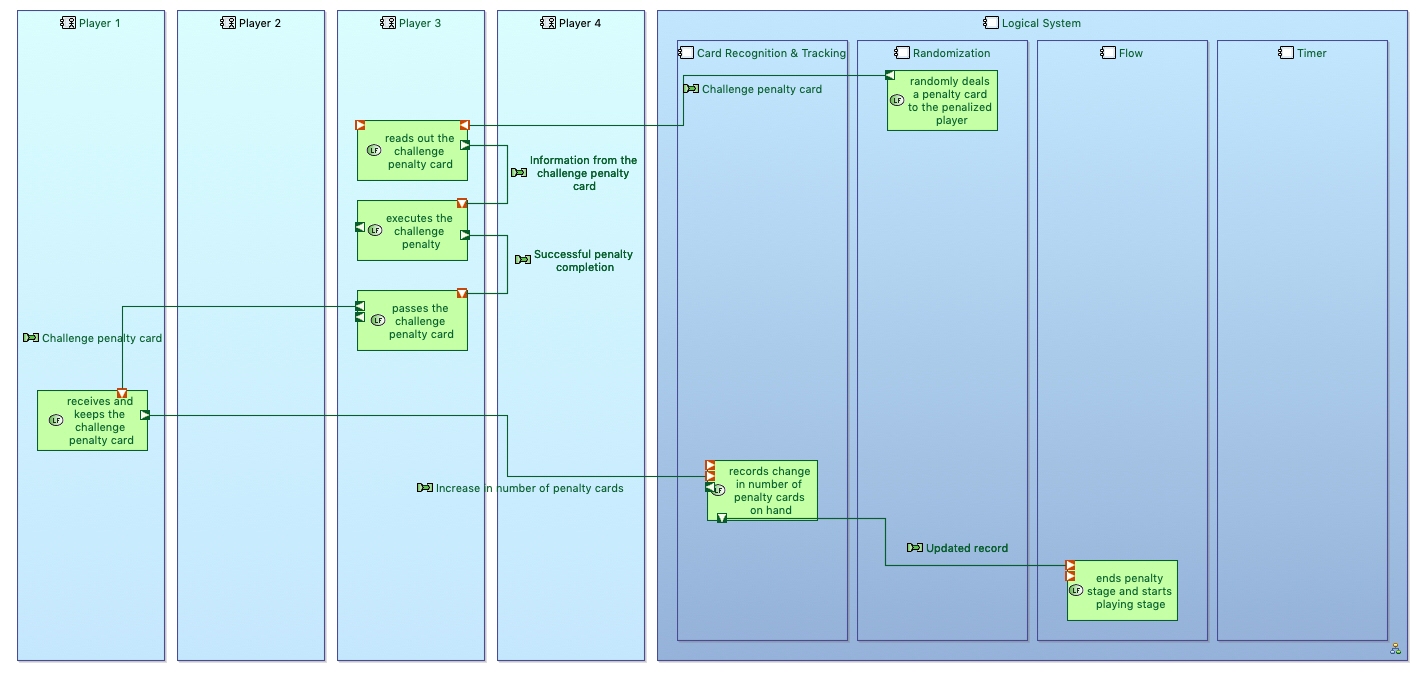 Player 1
Player 2
Player 3
Player 4
Logical System
Card Recognition & Tracking
Randomization
Flow
Timer
randomly deals
a penalty card
to the penalized
player
LF
Challenge penalty card
reads out the
challenge
penalty card
LF
Information from the
challenge penalty
card
executes the
challenge
penalty
LF
Successful penalty
completion
passes the
challenge
penalty card
LF
Challenge penalty card
receives and
keeps the
challenge
penalty card
LF
records change
in number of
penalty cards
on hand
LF
Increase in number of penalty cards
Updated record
ends penalty
stage and starts
playing stage
LF